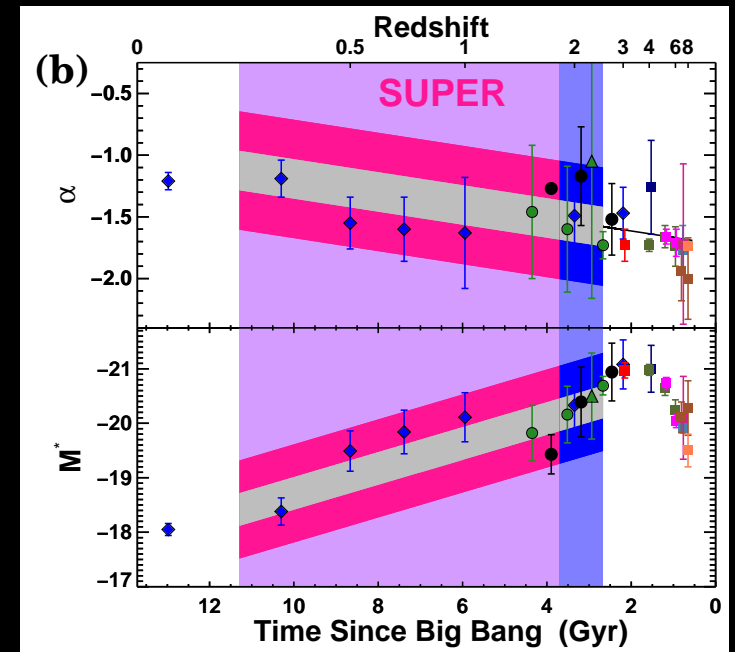 Redshift
0 0.5 1 2 3 4 6 8
(b)
SUPER
−0.5
−1.0
α
−1.5
−2.0
−21
−20
M*
−19
−18
−17
12 10 8 6 4 2 0
Time Since Big Bang (Gyr)